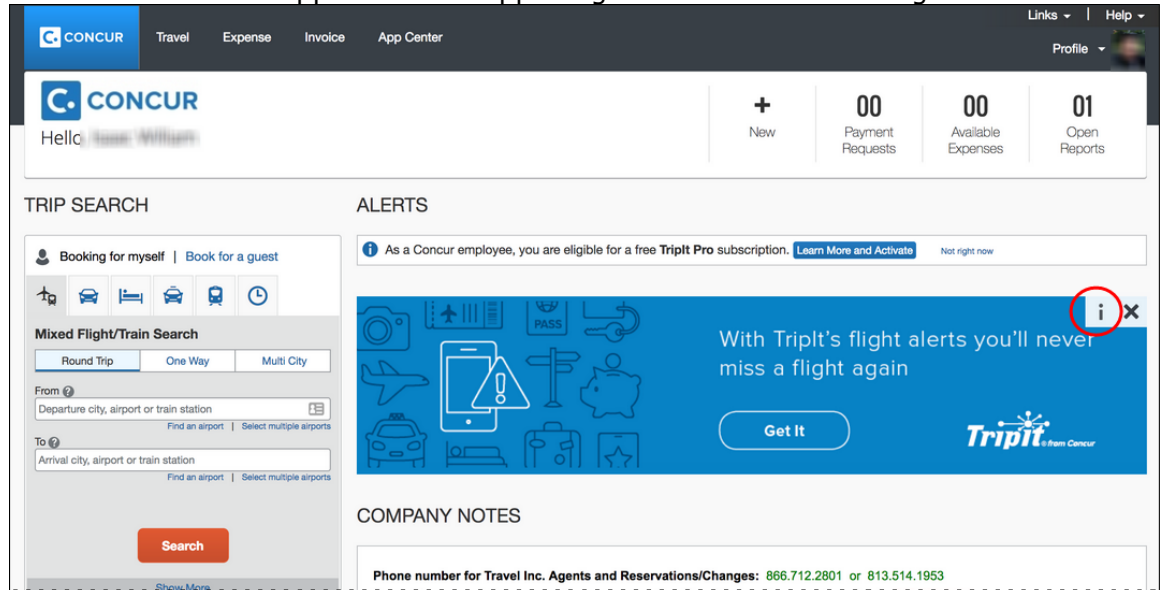 Links | Help
C. CONCUR Travel Expense Invoice App Center
Profile
C. CONCUR
Hello
+ 00 00 01
New Payment Requests Available Expenses Open Reports
TRIP SEARCH
Booking for myself | Book for a guest
Mixed Flight/Train Search
Round Trip One Way Multi City
From ?
Departure city, airport or train station
Find an airport | Select multiple airports
To ?
Arrival city, airport or train station
Find an airport | Select multiple airports
Search
Show More
ALERTS
i As a Concur employee, you are eligible for a free TripIt Pro subscription. Learn More and Activate Not right now
PASS
i X
With TripIt's flight alerts you'll never
miss a flight again
Get It
TripIt® from Concur
COMPANY NOTES
Phone number for Travel Inc. Agents and Reservations/Changes: 866.712.2801 or 813.514.1953